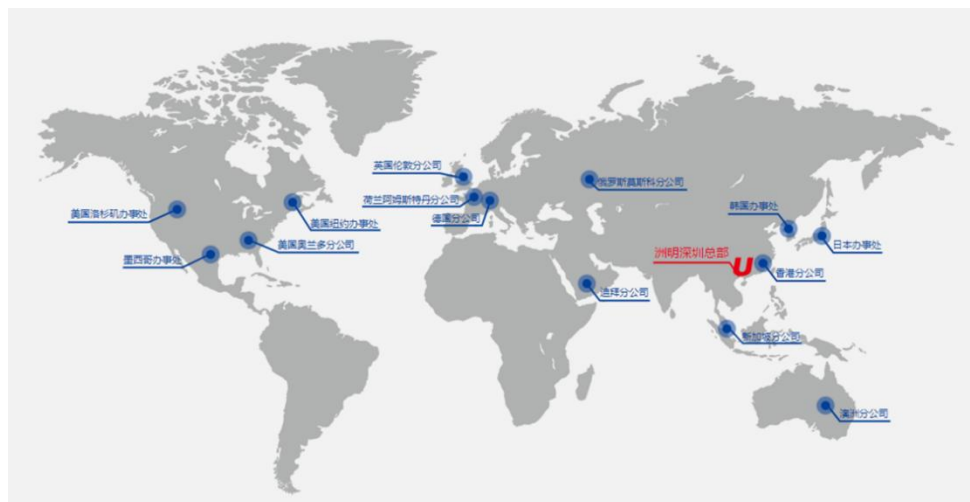 英国伦敦分公司
俄罗斯莫斯科分公司
荷兰阿姆斯特丹分公司
德国分公司
美国洛杉矶办事处
美国纽约办事处
韩国办事处
美国奥兰多分公司
日本办事处
墨西哥办事处
洲明深圳总部
香港分公司
迪拜分公司
新加坡分公司
澳洲分公司